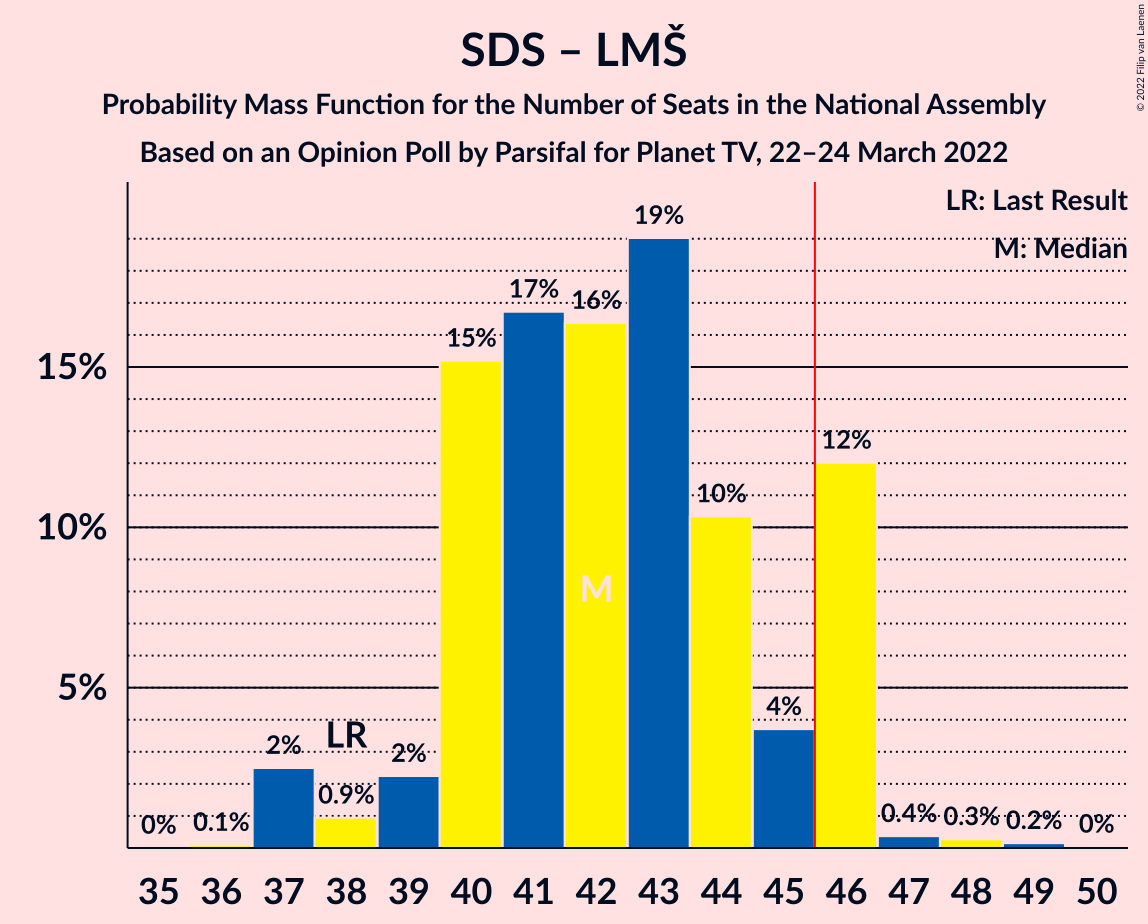 SDS – LMŠ
Probability Mass Function for the Number of Seats in the National Assembly
Based on an Opinion Poll by Parsifal for Planet TV, 22–24 March 2022
© 2022 Filip van Laenen
LR: Last Result
M: Median
19%
17%
16%
15%
15%
12%
10%
10%
M
5%
4%
LR
2%
2%
0.9%
0%
0.1%
0.4%
0.3%
0.2%
0%
35 36 37 38 39 40 41 42 43 44 45 46 47 48 49 50